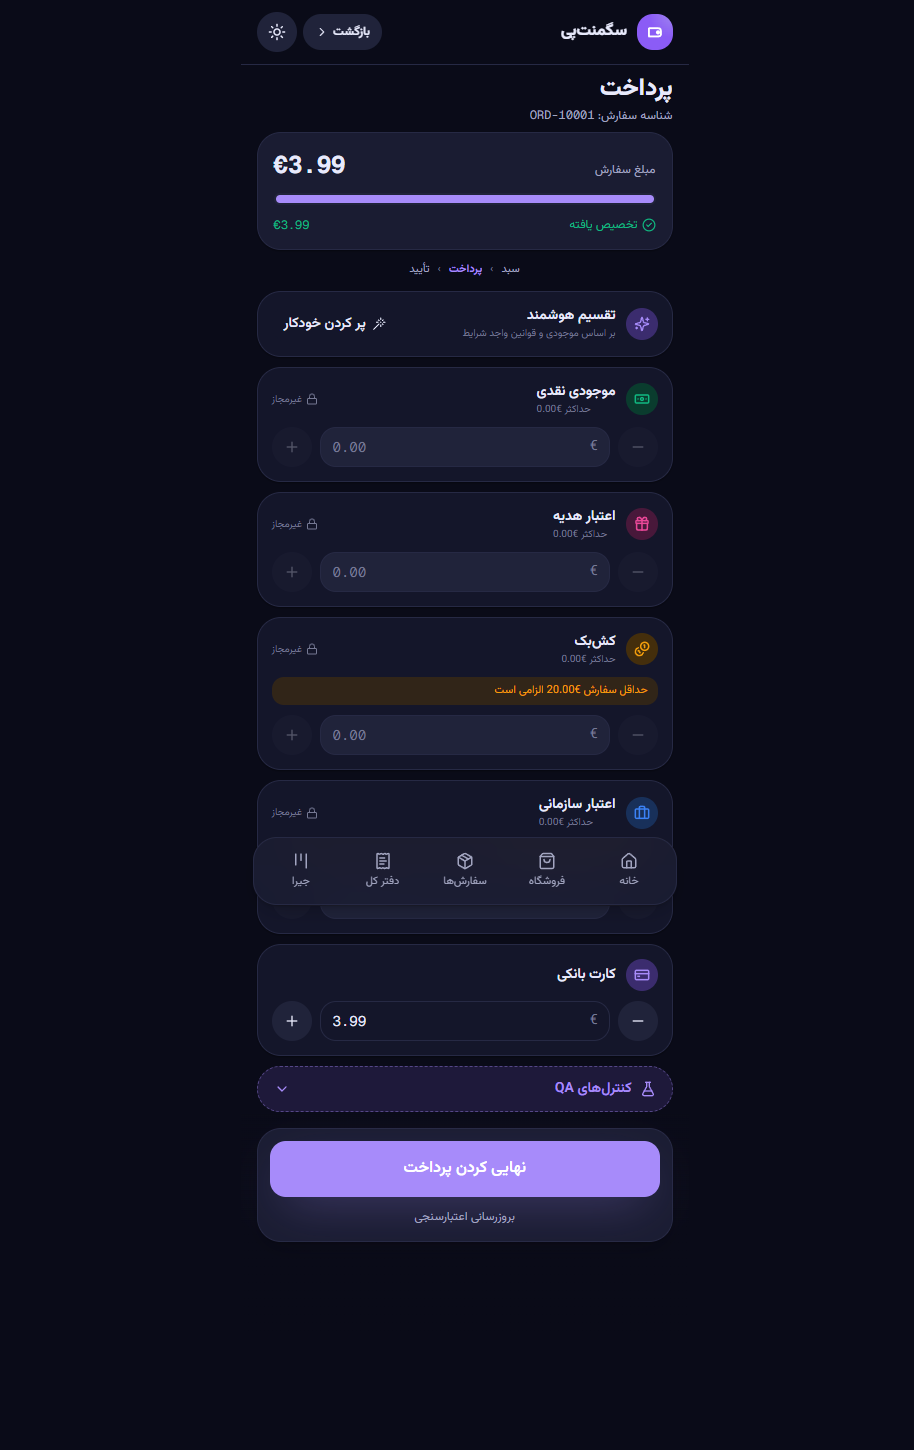 سگمنت‌پی
بازگشت
پرداخت
شناسه سفارش: ORD-10001
مبلغ سفارش
€3.99
تخصیص یافته
€3.99
سبد › پرداخت › تأیید
تقسیم هوشمند
بر اساس موجودی و قوانین واجد شرایط
پر کردن خودکار
موجودی نقدی
حداکثر €0.00
غیرمجاز
€
0.00
اعتبار هدیه
حداکثر €0.00
غیرمجاز
€
0.00
کش‌بک
حداکثر €0.00
غیرمجاز
حداقل سفارش €20.00 الزامی است
€
0.00
اعتبار سازمانی
حداکثر €0.00
غیرمجاز
خانه
فروشگاه
سفارش‌ها
دفتر کل
جیرا
کارت بانکی
€
3.99
کنترل‌های QA
نهایی کردن پرداخت
بروزرسانی اعتبارسنجی